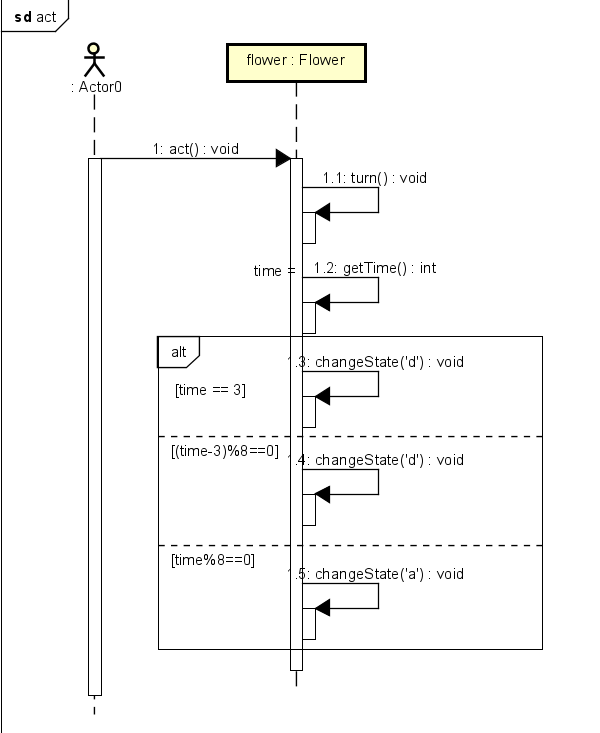 sd act
: Actor0
flower : Flower
1: act() : void
1.1: turn() : void
time =
1.2: getTime() : int
alt
1.3: changeState('d') : void
[time == 3]
[(time-3)%8==0]
1.4: changeState('d') : void
[time%8==0]
1.5: changeState('a') : void